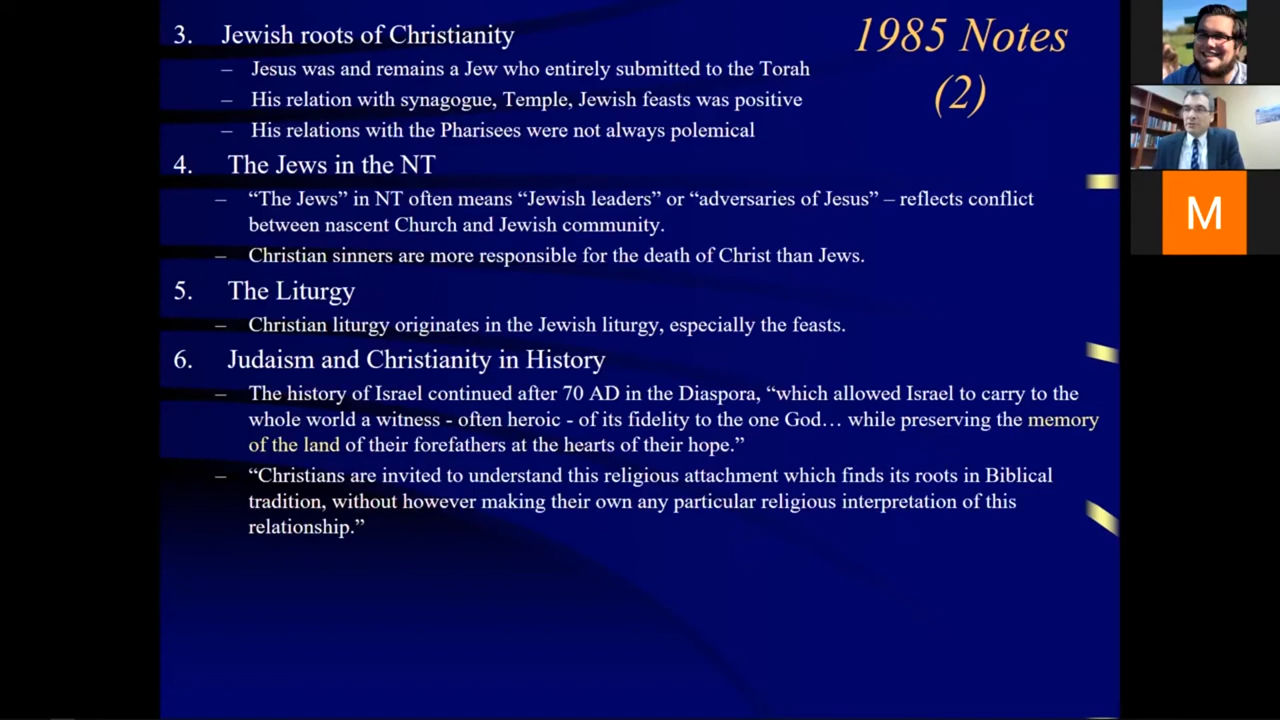 1985 Notes
(2)
3. Jewish roots of Christianity
– Jesus was and remains a Jew who entirely submitted to the Torah
– His relation with synagogue, Temple, Jewish feasts was positive
– His relations with the Pharisees were not always polemical
4. The Jews in the NT
– “The Jews” in NT often means “Jewish leaders” or “adversaries of Jesus” – reflects conflict
between nascent Church and Jewish community.
– Christian sinners are more responsible for the death of Christ than Jews.
5. The Liturgy
– Christian liturgy originates in the Jewish liturgy, especially the feasts.
6. Judaism and Christianity in History
– The history of Israel continued after 70 AD in the Diaspora, “which allowed Israel to carry to the
whole world a witness - often heroic - of its fidelity to the one God… while preserving the memory
of the land of their forefathers at the hearts of their hope.”
– “Christians are invited to understand this religious attachment which finds its roots in Biblical
tradition, without however making their own any particular religious interpretation of this
relationship.”
M